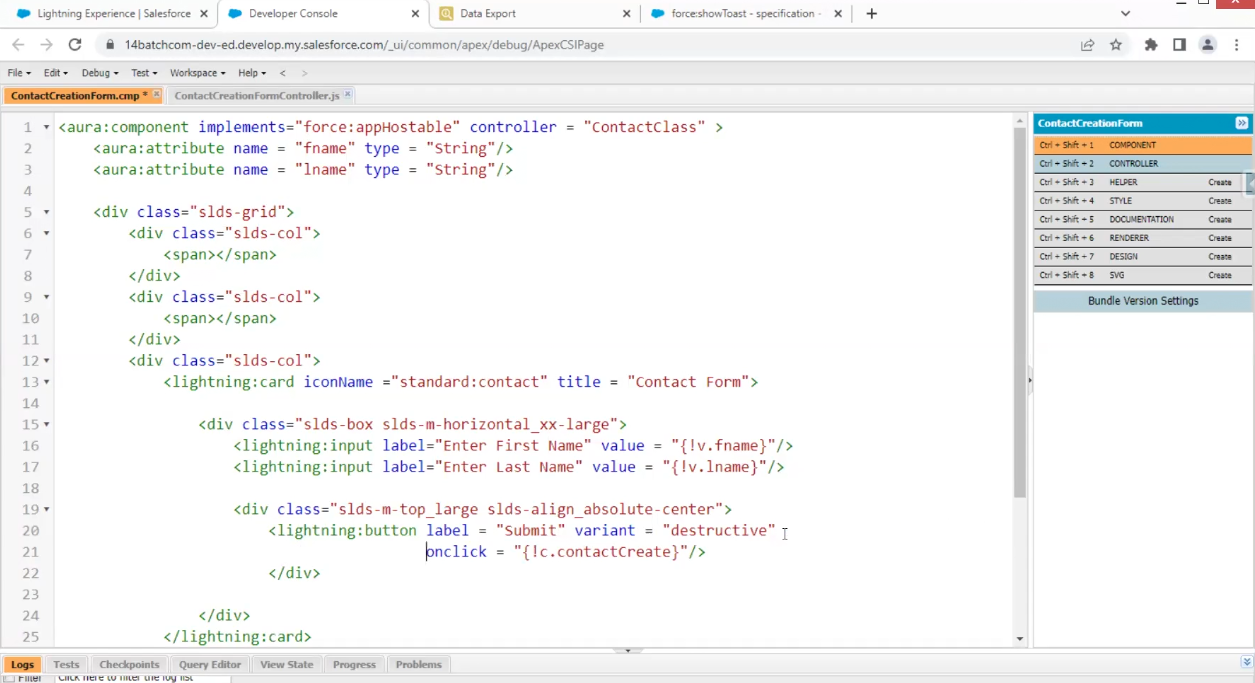 Lightning Experience | Salesforce
Developer Console
Data Export
force:showToast - specification -
14batchcom-dev-ed.develop.my.salesforce.com/_ui/common/apex/debug/ApexCSIPage
File Edit Debug Test Workspace Help < >
ContactCreationForm.cmp *
ContactCreationFormController.js
1 <aura:component implements="force:appHostable" controller = "ContactClass" >
2 <aura:attribute name = "fname" type = "String"/>
3 <aura:attribute name = "lname" type = "String"/>
4
5 <div class="slds-grid">
6 <div class="slds-col">
7 <span></span>
8 </div>
9 <div class="slds-col">
10 <span></span>
11 </div>
12 <div class="slds-col">
13 <lightning:card iconName ="standard:contact" title = "Contact Form">
14
15 <div class="slds-box slds-m-horizontal_xx-large">
16 <lightning:input label="Enter First Name" value = "{!v.fname}"/>
17 <lightning:input label="Enter Last Name" value = "{!v.lname}"/>
18
19 <div class="slds-m-top_large slds-align_absolute-center">
20 <lightning:button label = "Submit" variant = "destructive"
21 onclick = "{!c.contactCreate}"/>
22 </div>
23
24 </div>
25 </lightning:card>
ContactCreationForm
Ctrl + Shift + 1 COMPONENT
Ctrl + Shift + 2 CONTROLLER
Ctrl + Shift + 3 HELPER Create
Ctrl + Shift + 4 STYLE Create
Ctrl + Shift + 5 DOCUMENTATION Create
Ctrl + Shift + 6 RENDERER Create
Ctrl + Shift + 7 DESIGN Create
Ctrl + Shift + 8 SVG Create
Bundle Version Settings
Logs Tests Checkpoints Query Editor View State Progress Problems
Filter Click here to filter the log list